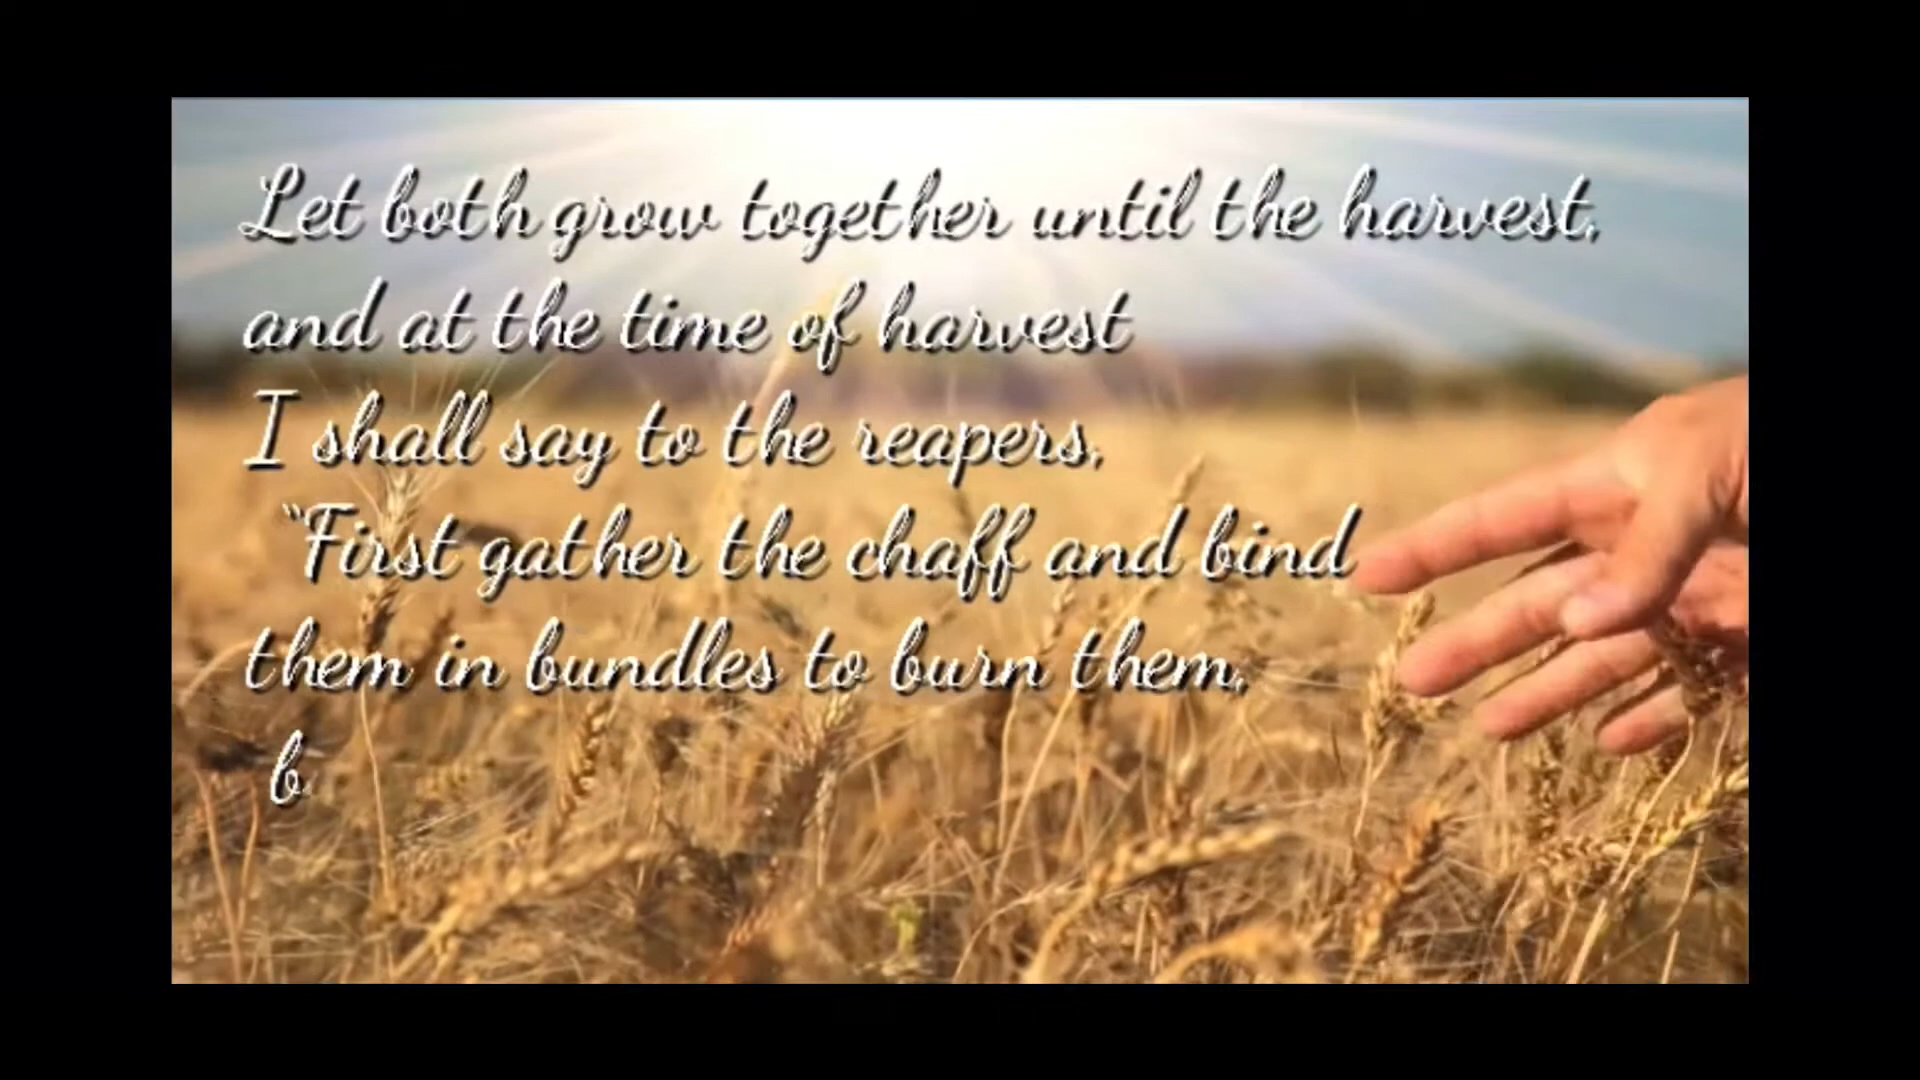 Let both grow together until the harvest,
and at the time of harvest
I shall say to the reapers,
“First gather the chaff and bind
them in bundles to burn them,
b